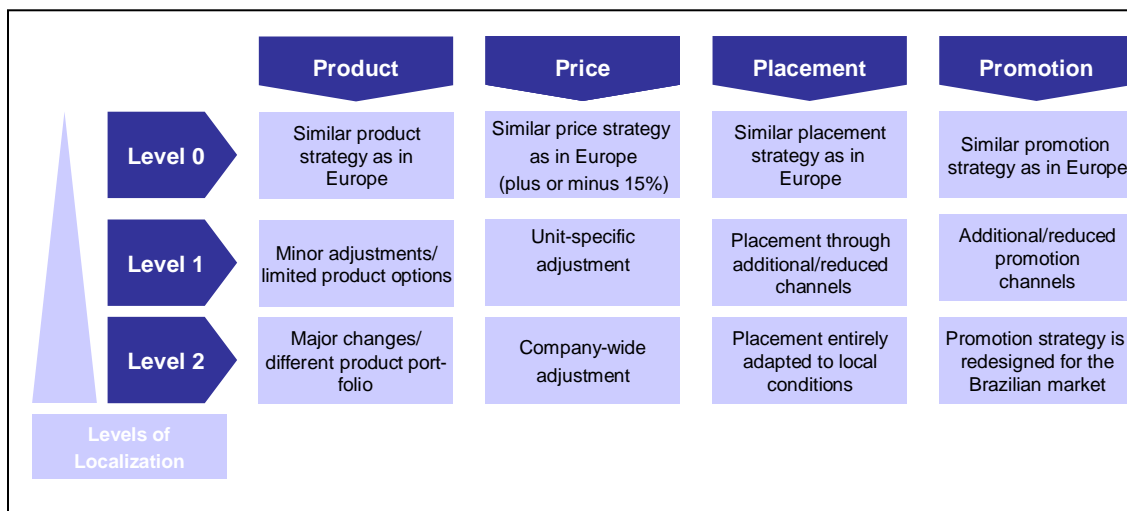 Product
Price
Placement
Promotion
Level 0
Similar product
strategy as in
Europe
Similar price strategy
as in Europe
(plus or minus 15%)
Similar placement
strategy as in
Europe
Similar promotion
strategy as in Europe
Level 1
Minor adjustments/
limited product options
Unit-specific
adjustment
Placement through
additional/reduced
channels
Additional/reduced
promotion
channels
Level 2
Major changes/
different product port-
folio
Company-wide
adjustment
Placement entirely
adapted to local
conditions
Promotion strategy is
redesigned for the
Brazilian market
Levels of
Localization